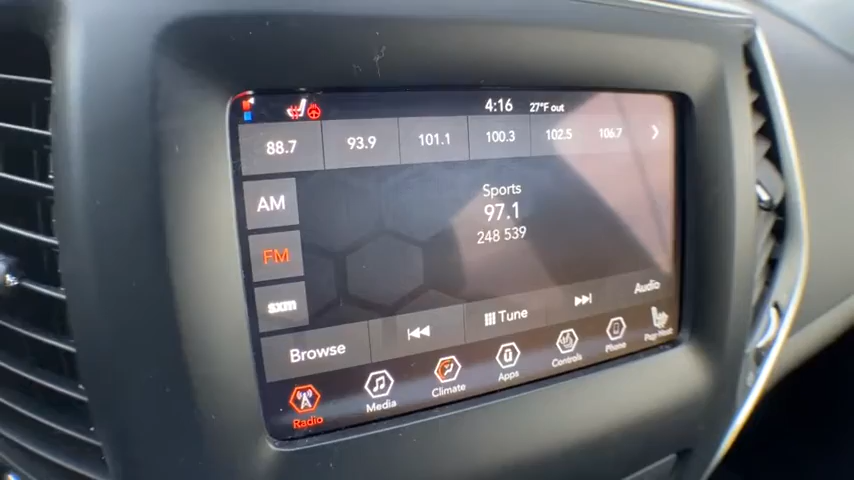 4:16 27°F out
88.7 93.9 101.1 100.3 102.5 106.7
AM
FM
sxm
Sports
97.1
248 539
Browse Tune Audio
Radio Media Climate Apps Controls Phone